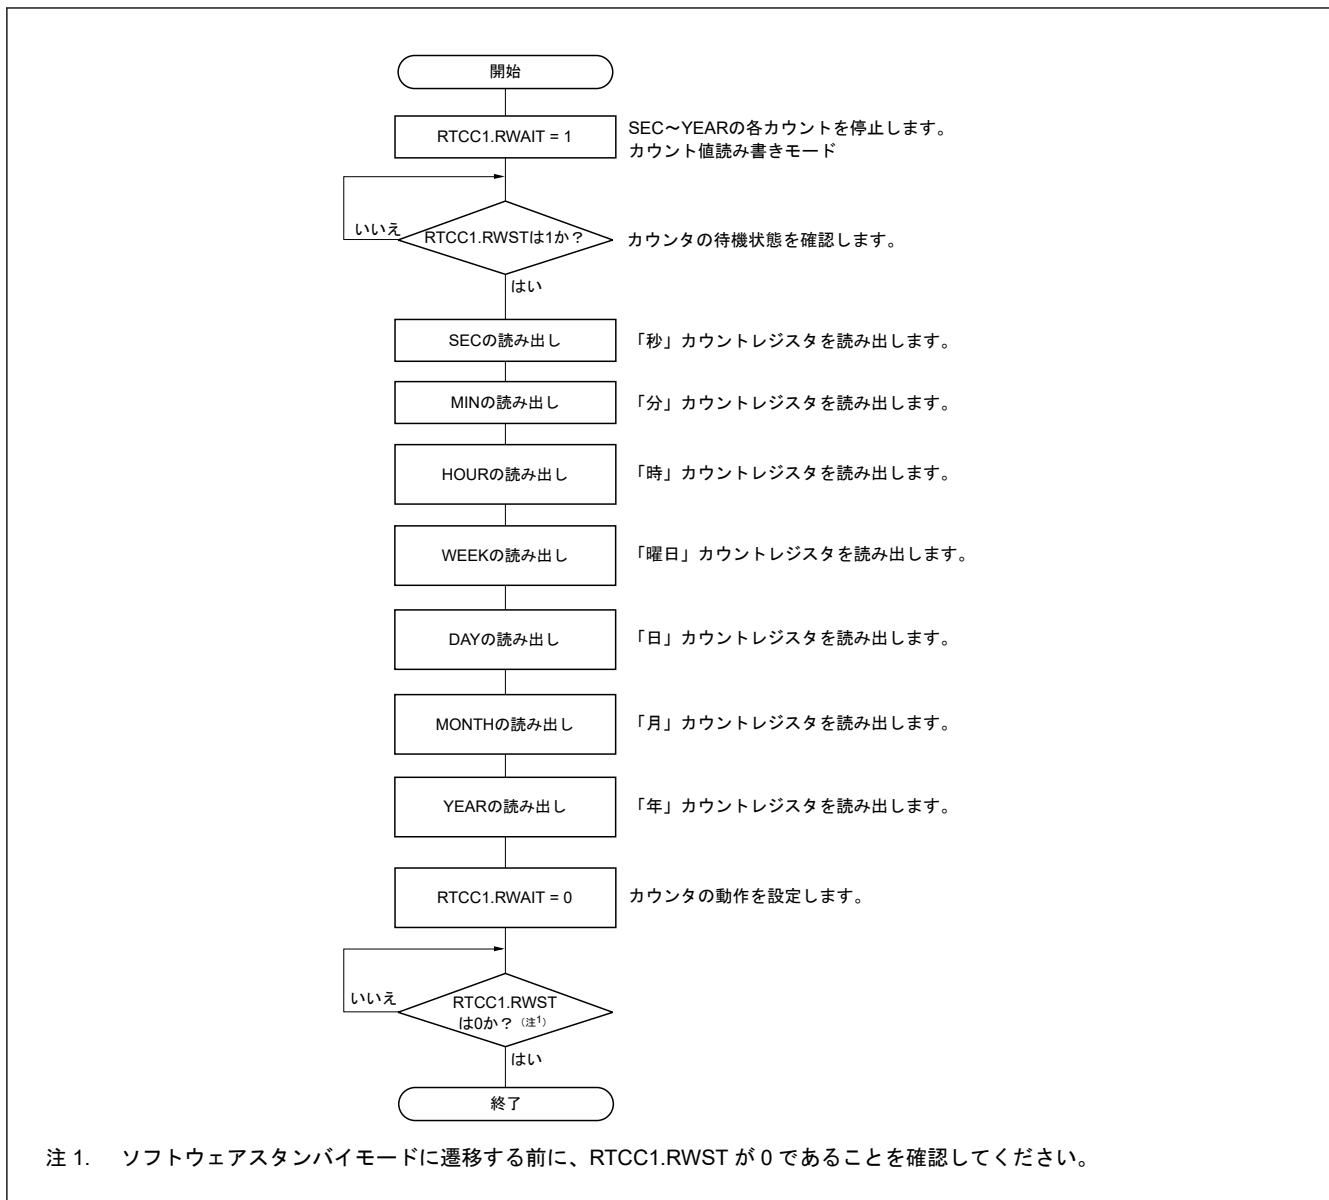 開始
RTCC1.RWAIT = 1
SEC～YEARの各カウントを停止します。
カウント値読み書きモード
いいえ
RTCC1.RWSTは1か？
カウンタの待機状態を確認します。
はい
SECの読み出し
「秒」カウントレジスタを読み出します。
MINの読み出し
「分」カウントレジスタを読み出します。
HOURの読み出し
「時」カウントレジスタを読み出します。
WEEKの読み出し
「曜日」カウントレジスタを読み出します。
DAYの読み出し
「日」カウントレジスタを読み出します。
MONTHの読み出し
「月」カウントレジスタを読み出します。
YEARの読み出し
「年」カウントレジスタを読み出します。
RTCC1.RWAIT = 0
カウンタの動作を設定します。
いいえ
RTCC1.RWST
は0か？（注1）
はい
終了
注 1. ソフトウェアスタンバイモードに遷移する前に、RTCC1.RWST が 0 であることを確認してください。